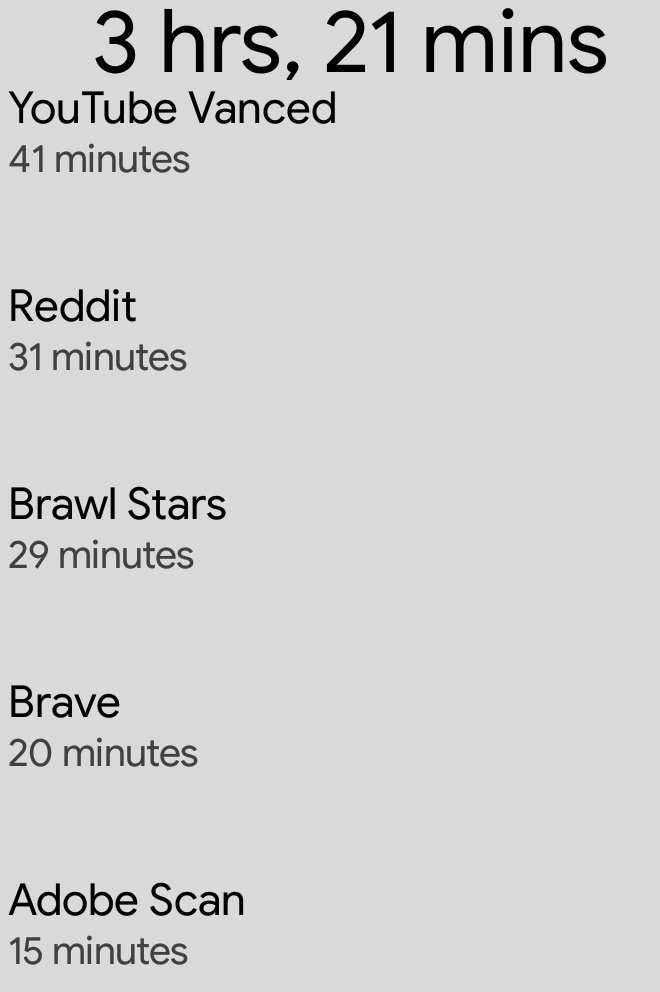 3 hrs, 21 mins
YouTube Vanced
41 minutes
Reddit
31 minutes
Brawl Stars
29 minutes
Brave
20 minutes
Adobe Scan
15 minutes